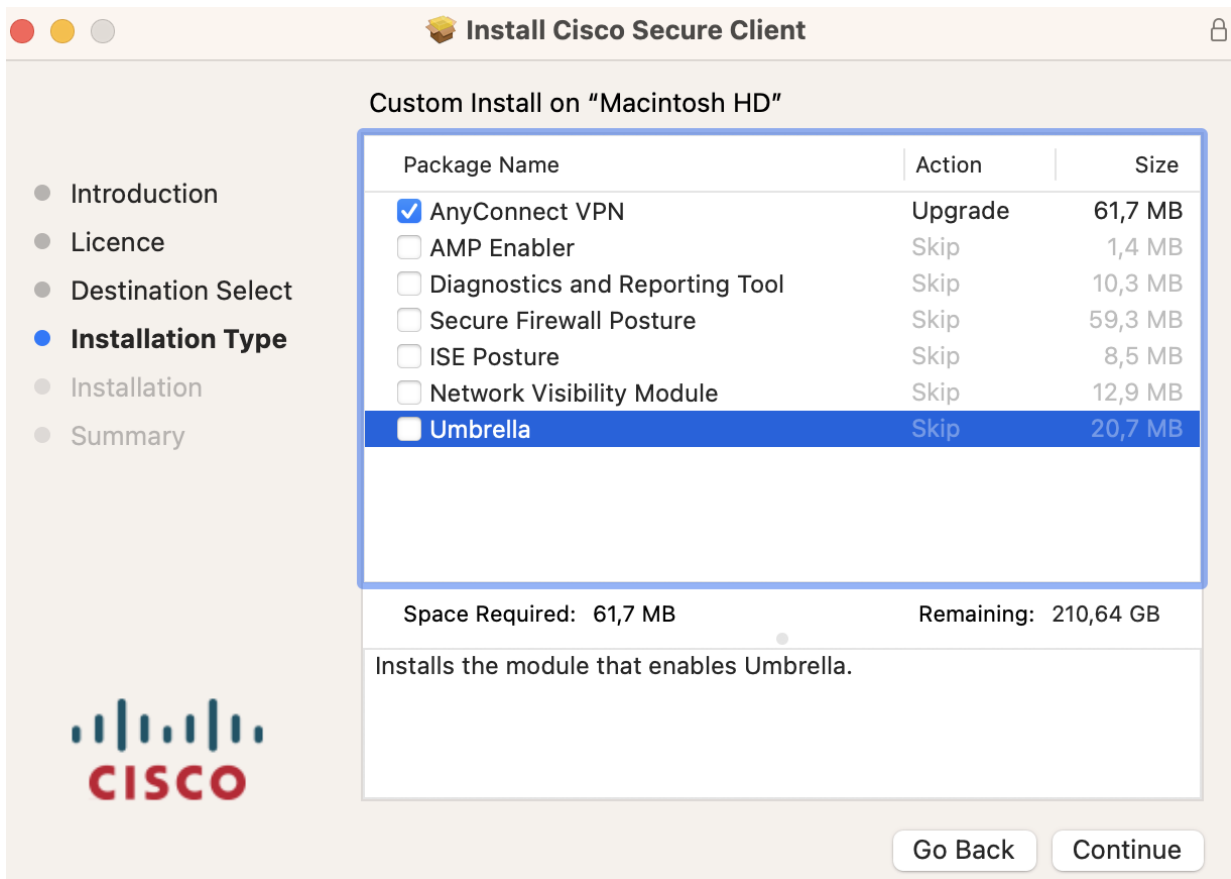 Install Cisco Secure Client
Custom Install on “Macintosh HD”
Introduction
Licence
Destination Select
Installation Type
Installation
Summary
Package Name Action Size
AnyConnect VPN Upgrade 61,7 MB
AMP Enabler Skip 1,4 MB
Diagnostics and Reporting Tool Skip 10,3 MB
Secure Firewall Posture Skip 59,3 MB
ISE Posture Skip 8,5 MB
Network Visibility Module Skip 12,9 MB
Umbrella Skip 20,7 MB
Space Required: 61,7 MB Remaining: 210,64 GB
Installs the module that enables Umbrella.
CISCO
Go Back Continue